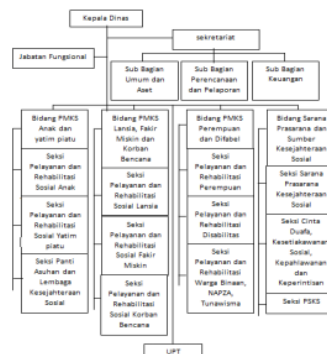 Kepala Dinas
sekretariat
Jabatan Fungsional
Sub Bagian
Umum dan
Aset
Sub Bagian
Perencanaan
dan Pelaporan
Sub Bagian
Keuangan
Bidang PMKS
Anak dan
yatim piatu
Seksi
Pelayanan dan
Rehabilitasi
Sosial Anak
Seksi
Pelayanan dan
Rehabilitasi
Sosial Yatim
piatu
Seksi Panti
Asuhan dan
Lembaga
Kesejahteraan
Sosial
Bidang PMKS
Lansia, Fakir
Miskin dan
Korban
Bencana
Seksi
Pelayanan dan
Rehabilitasi
Sosial Lansia
Seksi
Pelayanan dan
Rehabilitasi
Sosial Fakir
Miskin
Seksi
Pelayanan dan
Rehabilitasi
Sosial Korban
Bencana
Bidang PMKS
Perempuan
dan Difabel
Seksi
Pelayanan dan
Rehabilitasi
Perempuan
Seksi
Pelayanan dan
Rehabilitasi
Disabilitas
Seksi
Pelayanan dan
Rehabilitasi
Warga Binaan,
NAPZA,
Tunawisma
Bidang Sarana
Prasarana dan
Sumber
Kesejahteraan
Sosial
Seksi Sarana
Prasarana
Kesejahteraan
Sosial
Seksi Cinta
Duafa,
Kesetiakawanan
Sosial,
Kepahlawanan
dan
Keperintisan
Seksi PSKS
UPT